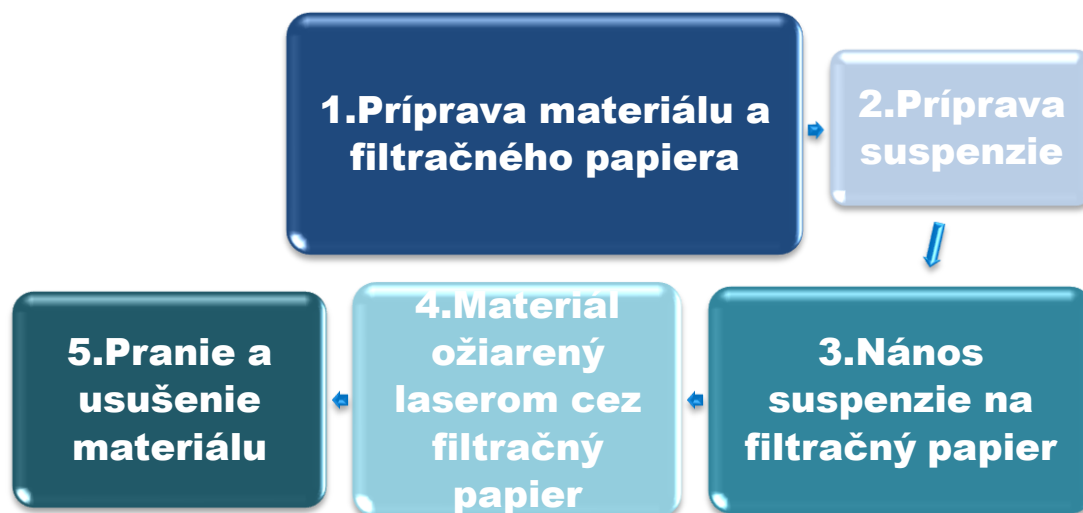 1.Príprava materiálu a
filtračného papiera
2.Príprava
suspenzie
3.Nános
suspenzie na
filtračný papier
4.Materiál
ožiarený
laserom cez
filtračný
papier
5.Pranie a
usušenie
materiálu